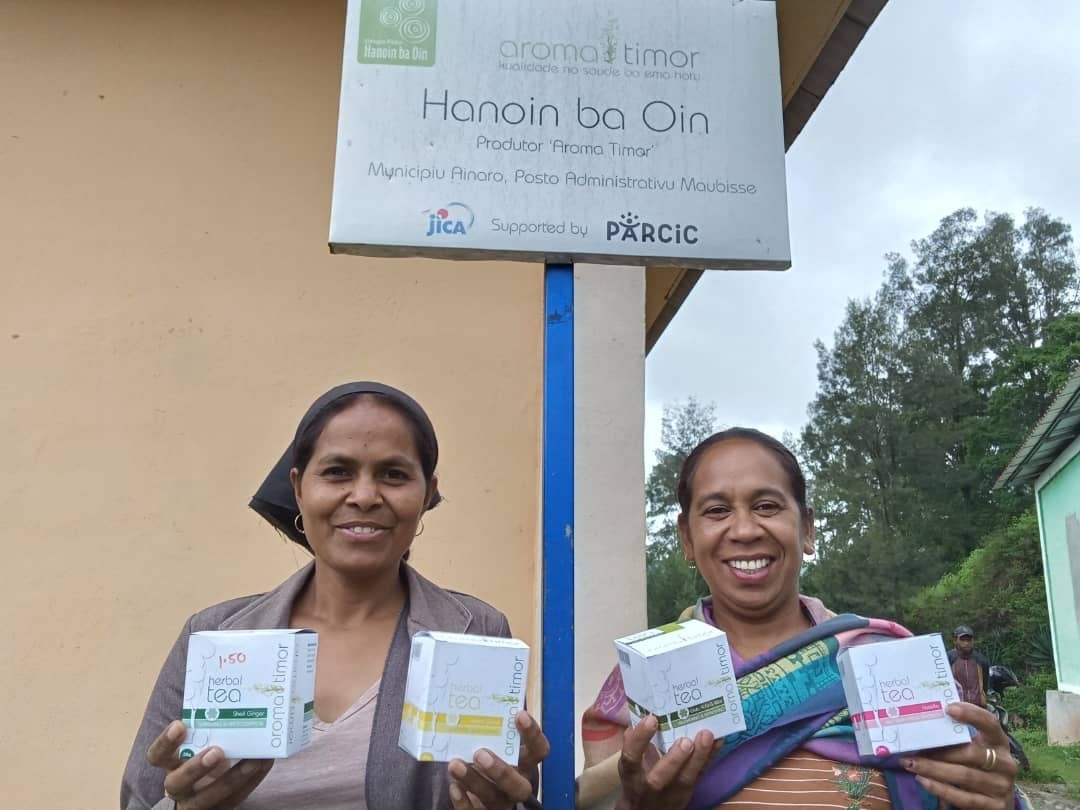 Hanoin ba Oin
aroma timor
kualidade no saude ba ema hotu
Hanoin ba Oin
Produtor 'Aroma Timor'
Munisipiu Ainaro, Posto Administrativu Maubisse
jICA Supported by PARCIC
1.50
herbal
tea
Shell Ginger
aroma timor
herbal
tea
aroma timor
herbal
tea
aroma timor
herbal
tea
aroma timor